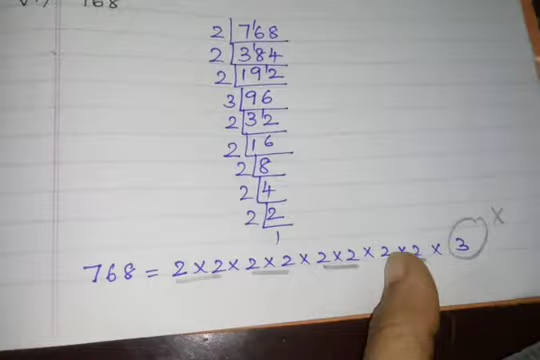 768
2 | 768
2 | 384
2 | 192
3 | 96
2 | 32
2 | 16
2 | 8
2 | 4
2 | 2
1
768 = 2 × 2 × 2 × 2 × 2 × 2 × 2 × 2 × 3 ×